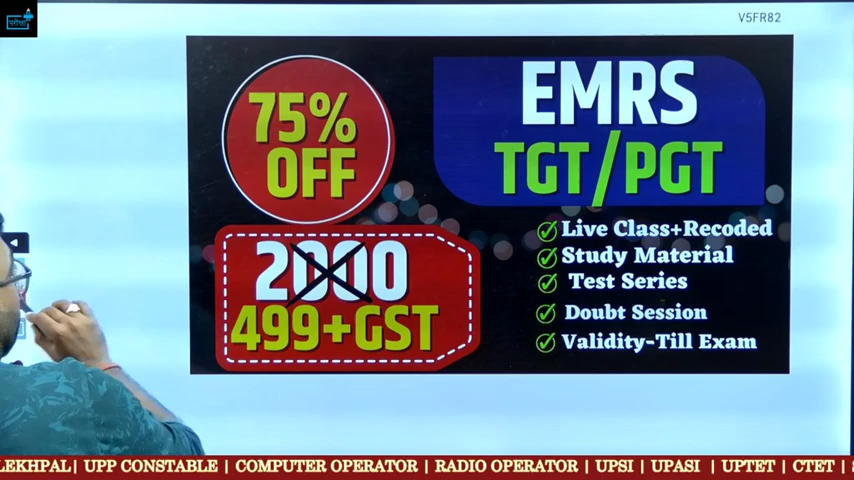 परीक्षा
V5FR82
75%
OFF
EMRS
TGT/PGT
2000
499+GST
Live Class+Recoded
Study Material
Test Series
Doubt Session
Validity-Till Exam
LEKHPAL| UPP CONSTABLE | COMPUTER OPERATOR | RADIO OPERATOR | UPSI | UPASI | UPTET | CTET |